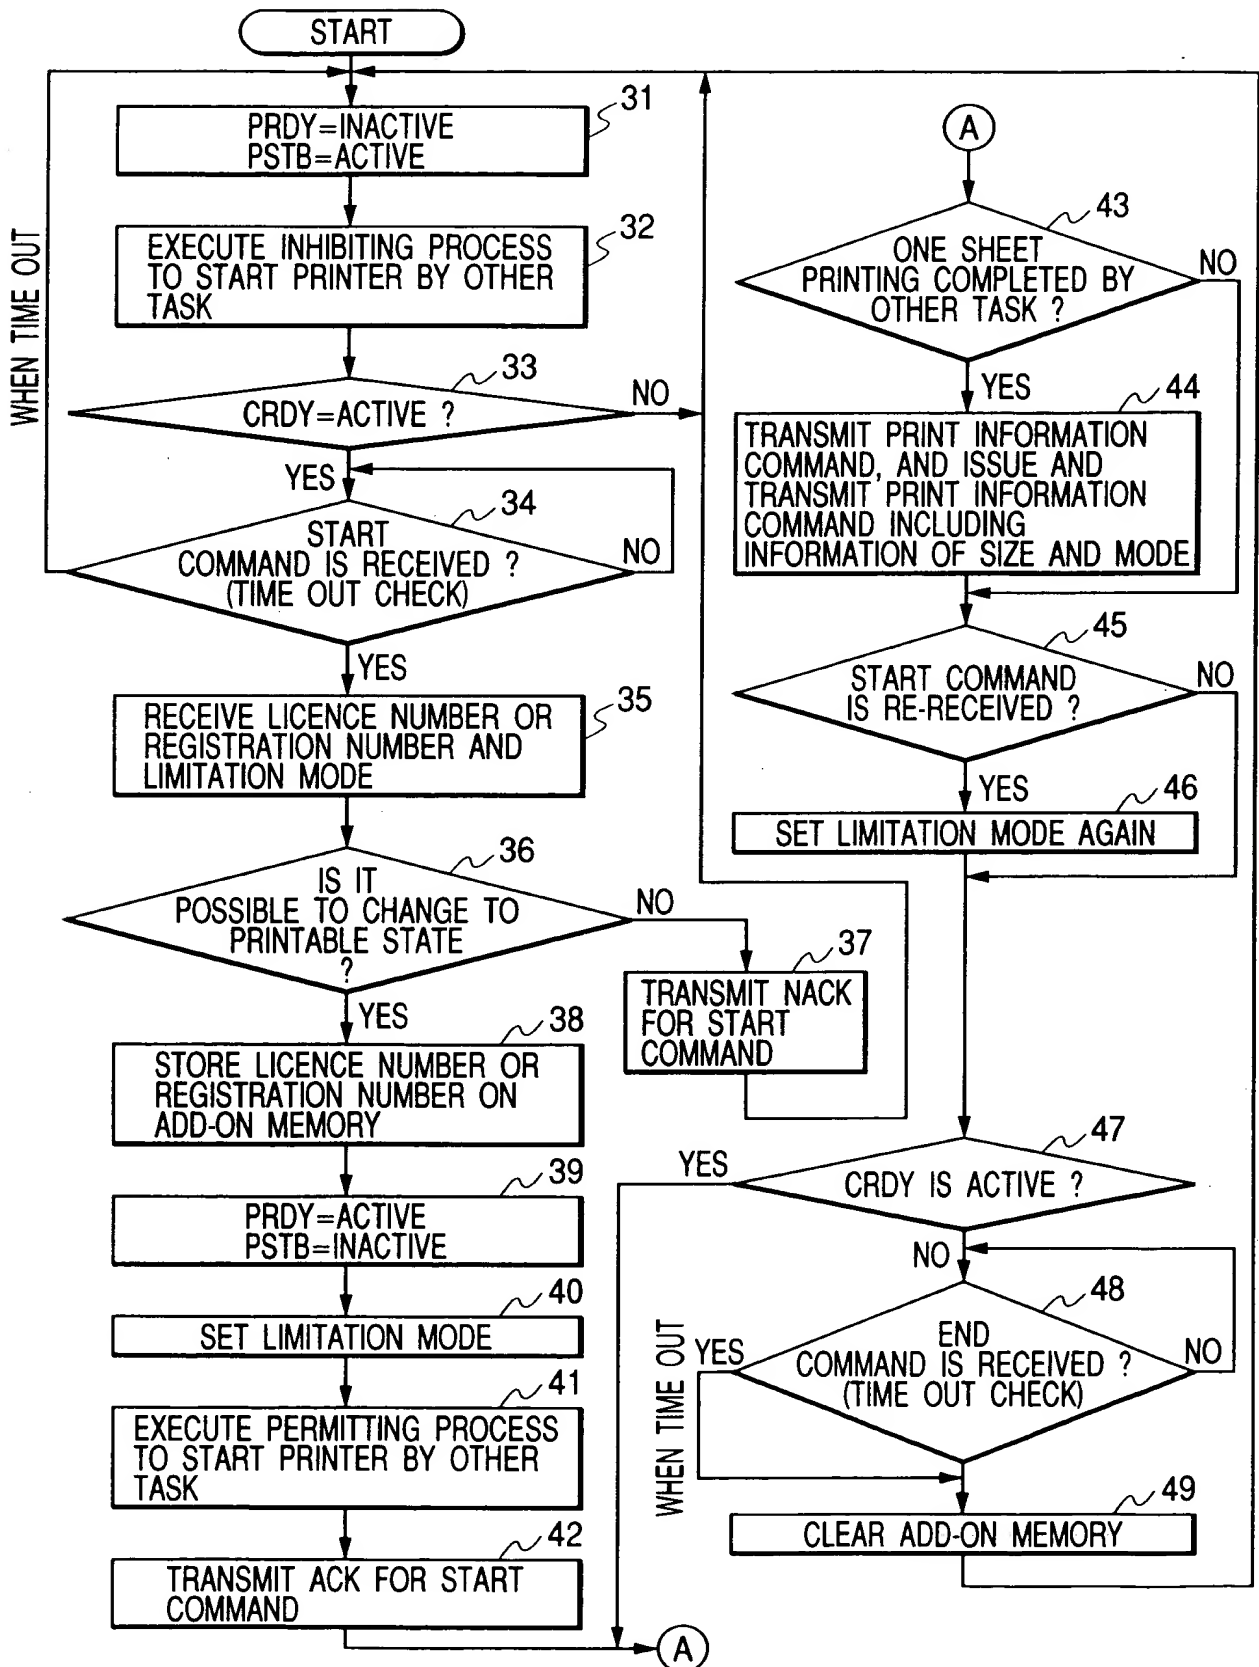 START
31
PRDY=INACTIVE
PSTB=ACTIVE
32
EXECUTE INHIBITING PROCESS
TO START PRINTER BY OTHER
TASK
WHEN TIME OUT
33
CRDY=ACTIVE ?
NO
YES
34
START
COMMAND IS RECEIVED ?
(TIME OUT CHECK)
NO
YES
35
RECEIVE LICENCE NUMBER OR
REGISTRATION NUMBER AND
LIMITATION MODE
36
IS IT
POSSIBLE TO CHANGE TO
PRINTABLE STATE
?
NO
YES
37
TRANSMIT NACK
FOR START
COMMAND
38
STORE LICENCE NUMBER OR
REGISTRATION NUMBER ON
ADD-ON MEMORY
39
PRDY=ACTIVE
PSTB=INACTIVE
40
SET LIMITATION MODE
41
EXECUTE PERMITTING PROCESS
TO START PRINTER BY OTHER
TASK
42
TRANSMIT ACK FOR START
COMMAND
A
A
43
ONE SHEET
PRINTING COMPLETED BY
OTHER TASK ?
NO
YES
44
TRANSMIT PRINT INFORMATION
COMMAND, AND ISSUE AND
TRANSMIT PRINT INFORMATION
COMMAND INCLUDING
INFORMATION OF SIZE AND MODE
45
START COMMAND
IS RE-RECEIVED ?
NO
YES
46
SET LIMITATION MODE AGAIN
47
YES
CRDY IS ACTIVE ?
NO
48
END
COMMAND IS RECEIVED ?
(TIME OUT CHECK)
YES
NO
WHEN TIME OUT
49
CLEAR ADD-ON MEMORY